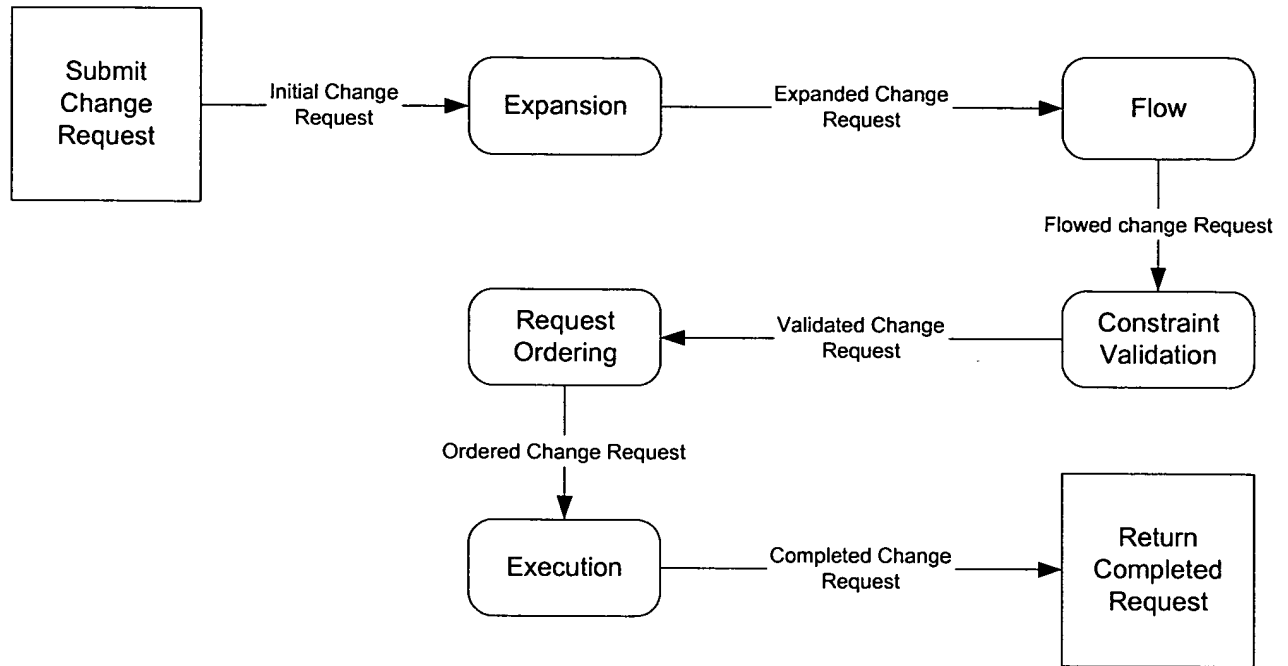 Submit
Change
Request
Initial Change
Request
Expansion
Expanded Change
Request
Flow
Flowed change Request
Constraint
Validation
Validated Change
Request
Request
Ordering
Ordered Change Request
Execution
Completed Change
Request
Return
Completed
Request